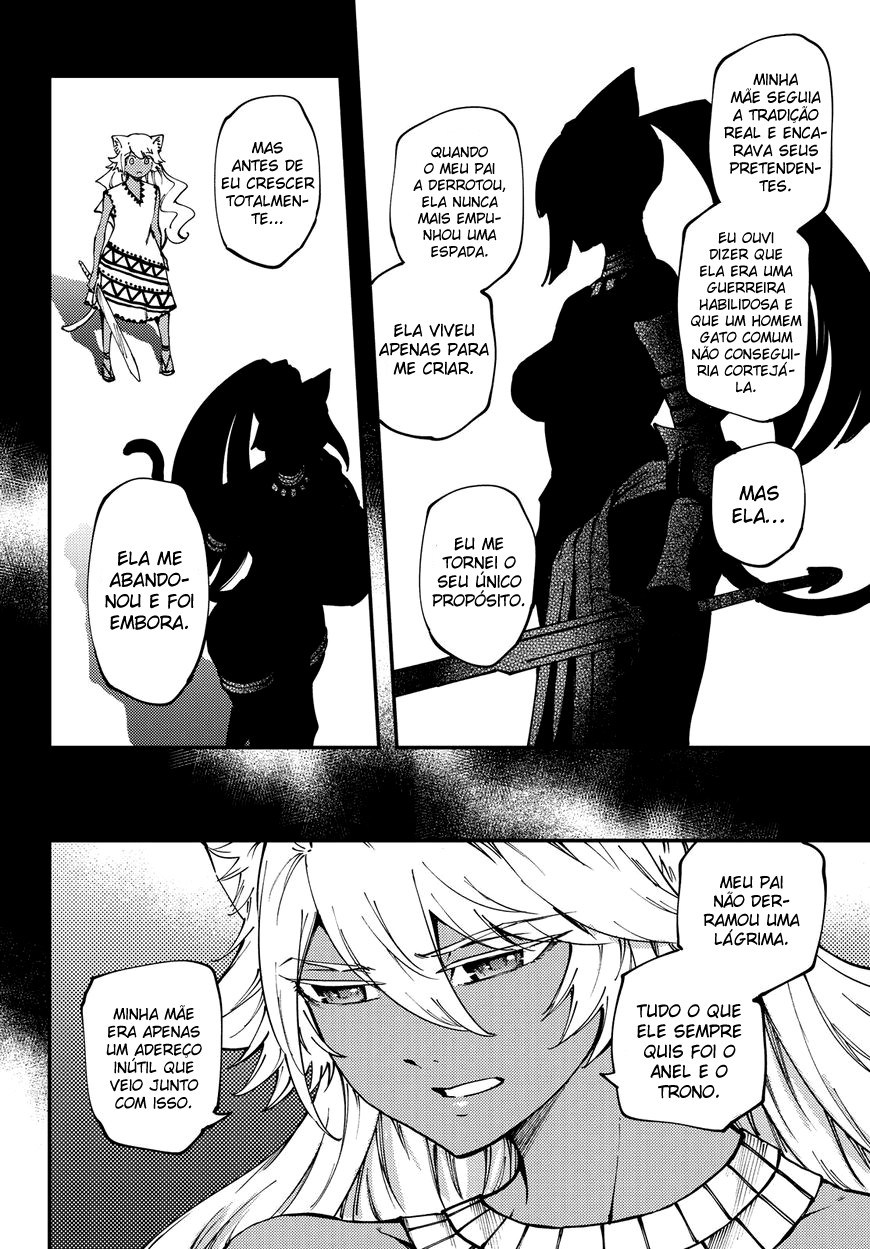 MINHA
MÃE SEGUIA
A TRADIÇÃO
REAL E ENCA-
RAVA SEUS
PRETENDEN-
TES.
EU OUVI
DIZER QUE
ELA ERA UMA
GUERREIRA
HABILIDOSA E
QUE UM HOMEM
GATO COMUM
NÃO CONSEGUI-
RIA CORTEJÁ-
LA.
MAS
ELA...
QUANDO
O MEU PAI
A DERROTOU,
ELA NUNCA
MAIS EMPU-
NHOU UMA
ESPADA.
ELA VIVEU
APENAS PARA
ME CRIAR.
EU ME
TORNEI O
SEU ÚNICO
PROPÓSITO.
MAS
ANTES DE
EU CRESCER
TOTALME-
NTE...
ELA ME
ABANDO-
NOU E FOI
EMBORA.
MEU PAI
NÃO DER-
RAMOU UMA
LÁGRIMA.
TUDO O QUE
ELE SEMPRE
QUIS FOI O
ANEL E O
TRONO.
MINHA MÃE
ERA APENAS
UM ADEREÇO
INÚTIL QUE
VEIO JUNTO
COM ISSO.